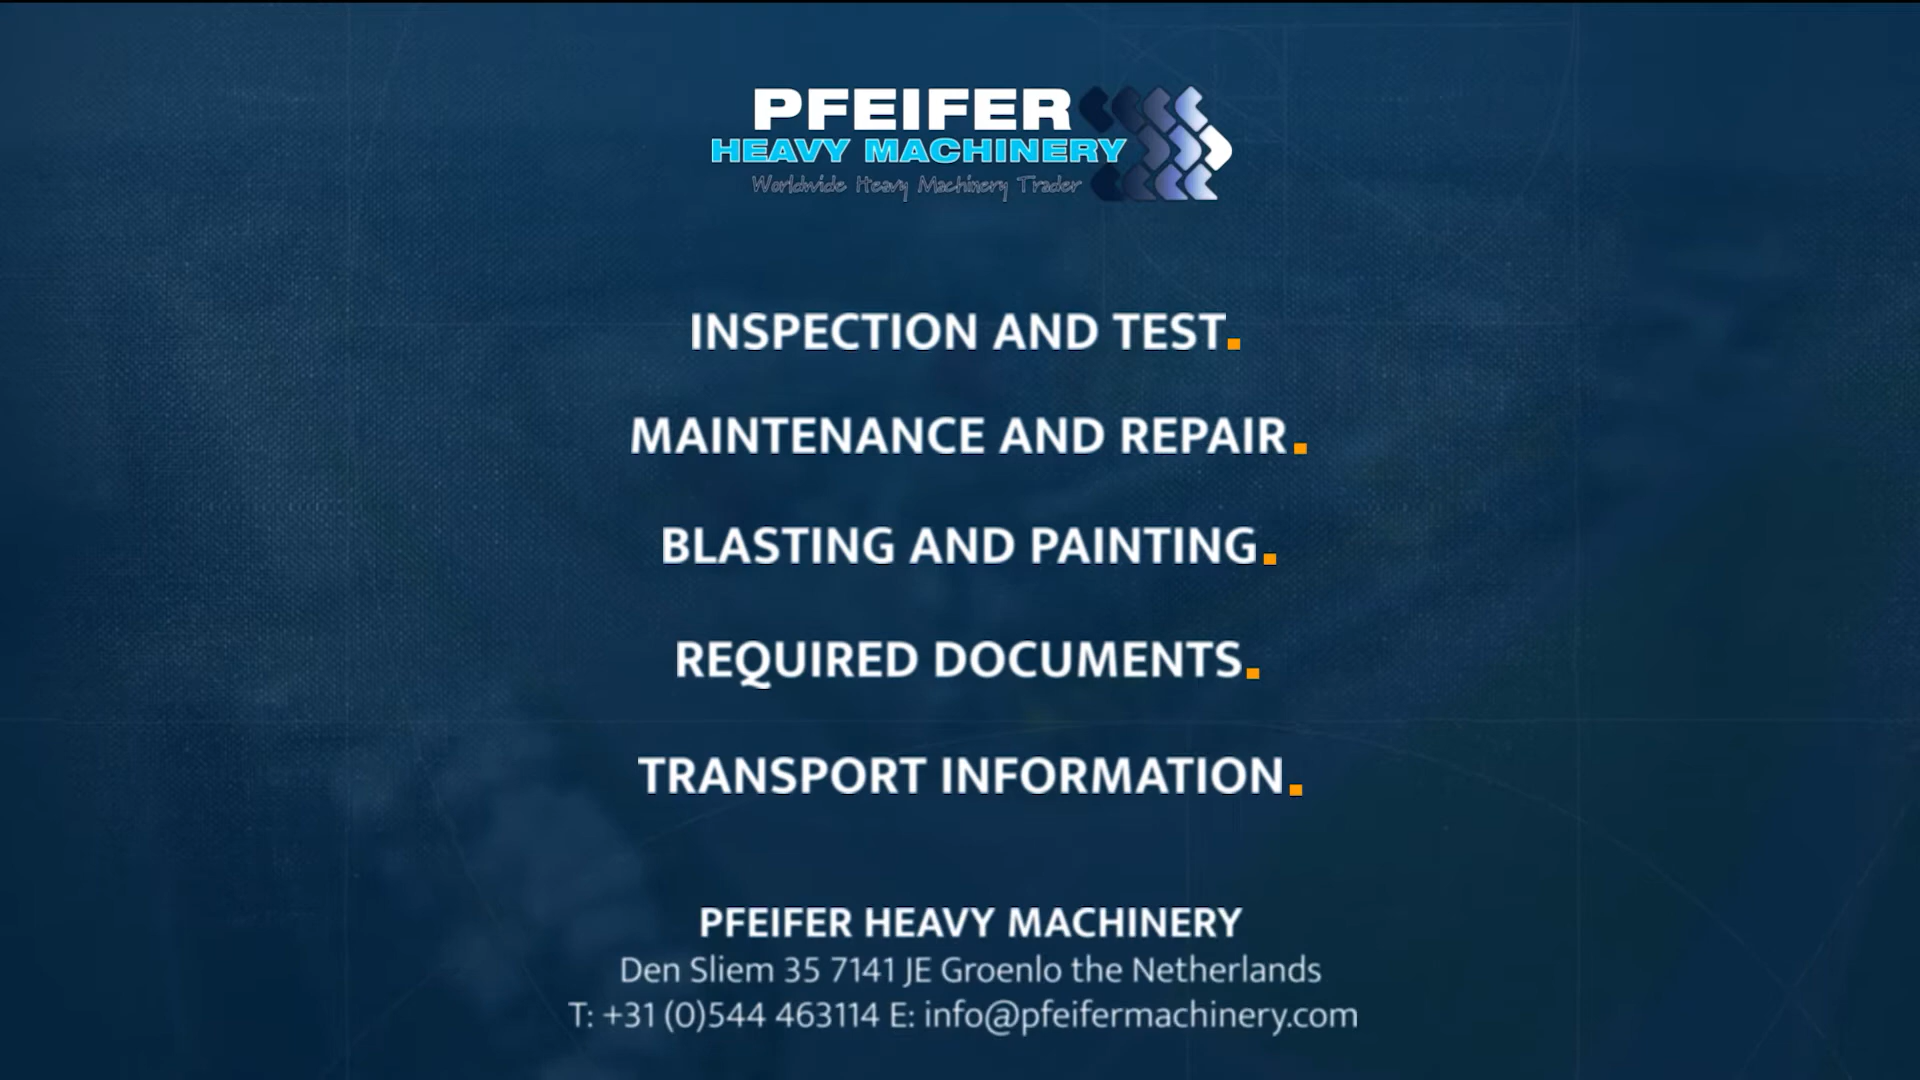 PFEIFER
HEAVY MACHINERY
Worldwide Heavy Machinery Trader
INSPECTION AND TEST.
MAINTENANCE AND REPAIR.
BLASTING AND PAINTING.
REQUIRED DOCUMENTS.
TRANSPORT INFORMATION.
PFEIFER HEAVY MACHINERY
Den Sliem 35 7141 JE Groenlo the Netherlands
T: +31 (0)544 463114 E: info@pfeifermachinery.com